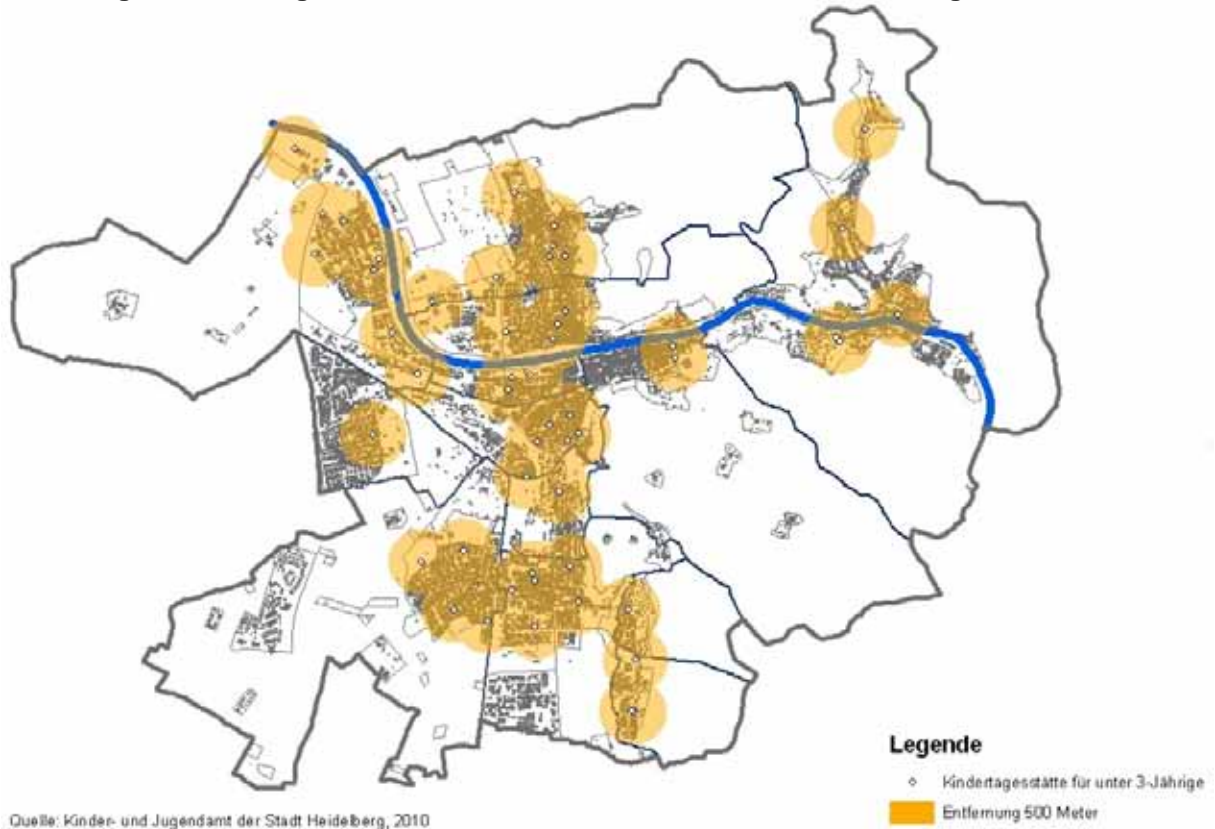 Legende
Kindertagesstätte für unter 3-Jährige
Entfernung 500 Meter
Quelle: Kinder- und Jugendamt der Stadt Heidelberg, 2010